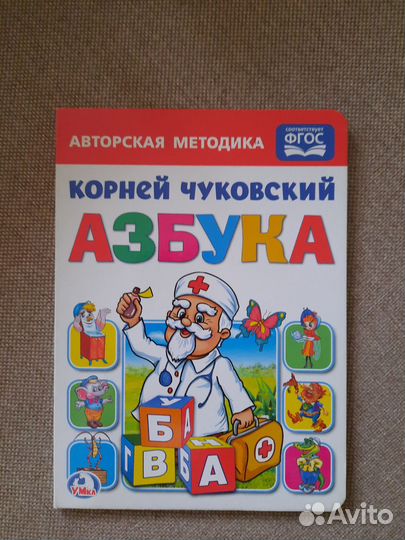 СООТВЕТСТВУЕТ
ФГОС
АВТОРСКАЯ МЕТОДИКА
КОРНЕЙ ЧУКОВСКИЙ
АЗБУКА
У
Б
А
Н
Г
В
Б
А
УМКА
Avito